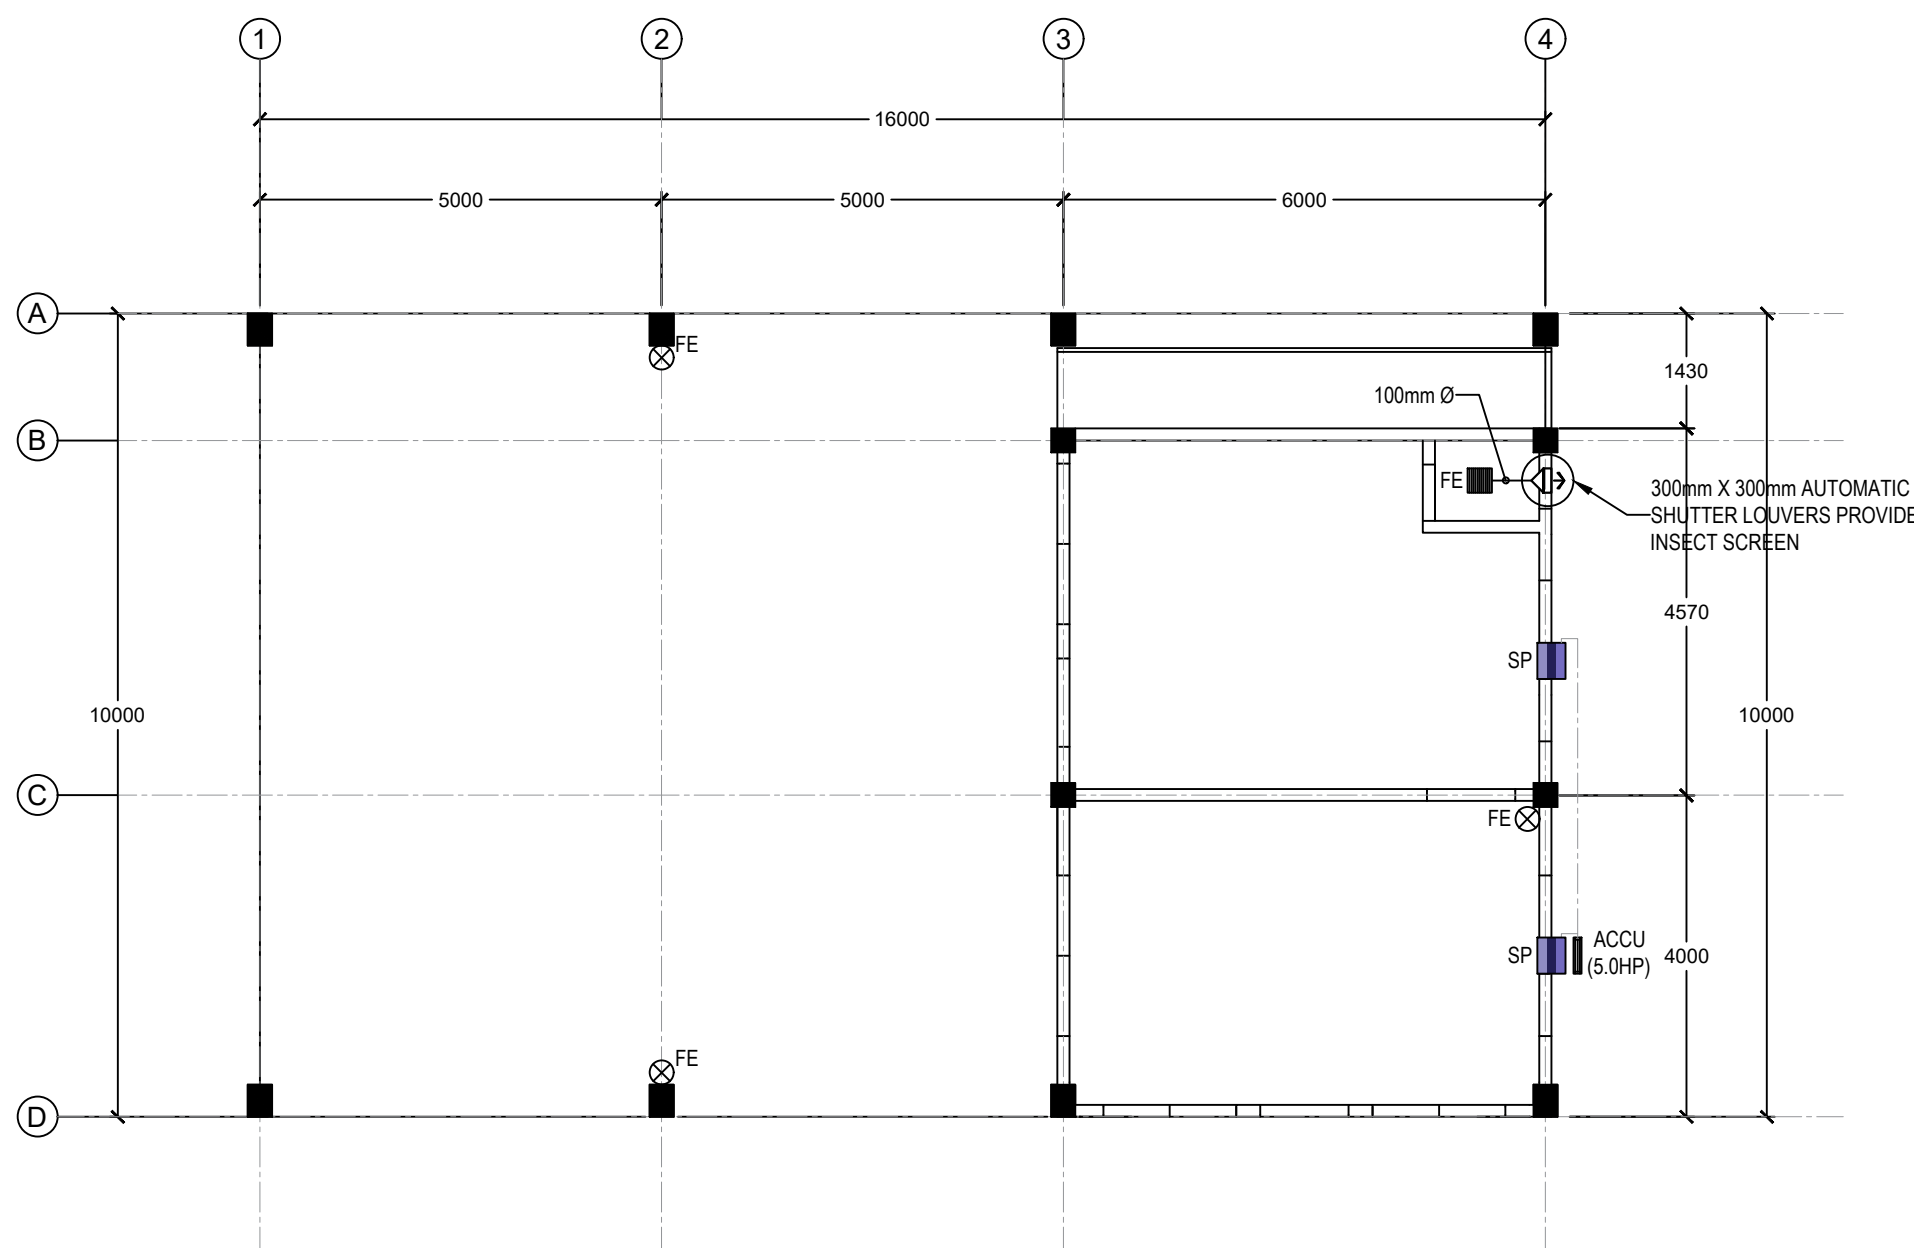 1
2
3
4
16000
5000
5000
6000
A
FE
1430
100mm Ø
B
FE
300mm X 300mm AUTOMATIC
SHUTTER LOUVERS PROVIDE
INSECT SCREEN
4570
SP
10000
10000
C
FE
ACCU
(5.0HP)
SP
4000
FE
D